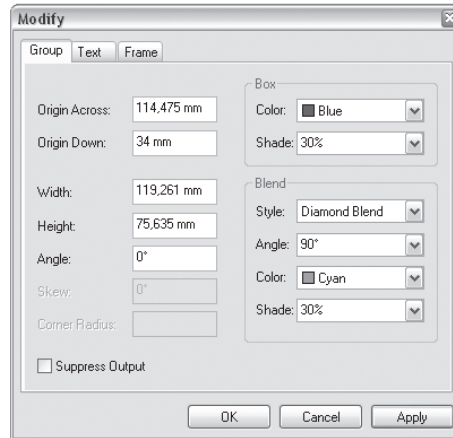 Modify
Group Text Frame
Origin Across: 114,475 mm
Origin Down: 34 mm
Width: 119,261 mm
Height: 75,635 mm
Angle: 0°
Skew: 0°
Corner Radius:
Suppress Output
Box
Color: Blue
Shade: 30%
Blend
Style: Diamond Blend
Angle: 90°
Color: Cyan
Shade: 30%
OK Cancel Apply